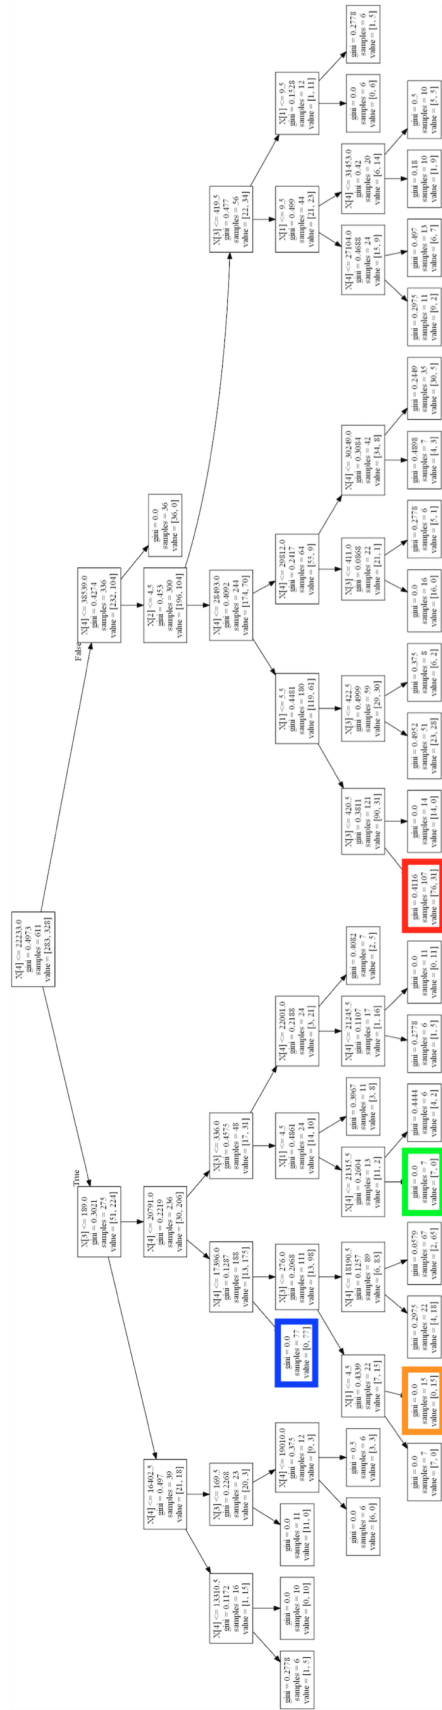 X[4] <= 22233.0
gini = 0.4973
samples = 611
value = [283, 328]
True
False
X[3] <= 189.0
gini = 0.3021
samples = 275
value = [51, 224]
X[4] <= 38539.0
gini = 0.4274
samples = 336
value = [232, 104]
X[4] <= 16402.5
gini = 0.497
samples = 39
value = [21, 18]
X[4] <= 20791.0
gini = 0.2219
samples = 236
value = [30, 206]
X[2] <= 4.5
gini = 0.453
samples = 300
value = [196, 104]
gini = 0.0
samples = 36
value = [36, 0]
X[4] <= 13310.5
gini = 0.1172
samples = 16
value = [1, 15]
X[3] <= 169.5
gini = 0.2268
samples = 23
value = [20, 3]
X[4] <= 17396.0
gini = 0.1287
samples = 188
value = [13, 175]
X[3] <= 336.0
gini = 0.4575
samples = 48
value = [17, 31]
X[4] <= 28493.0
gini = 0.4092
samples = 244
value = [174, 70]
X[3] <= 419.5
gini = 0.477
samples = 56
value = [22, 34]
gini = 0.2778
samples = 6
value = [1, 5]
gini = 0.0
samples = 10
value = [0, 10]
gini = 0.0
samples = 11
value = [11, 0]
X[4] <= 19010.0
gini = 0.375
samples = 12
value = [9, 3]
gini = 0.0
samples = 77
value = [0, 77]
X[3] <= 276.0
gini = 0.2068
samples = 111
value = [13, 98]
X[1] <= 4.5
gini = 0.4861
samples = 24
value = [14, 10]
X[4] <= 22001.0
gini = 0.2188
samples = 24
value = [3, 21]
X[1] <= 5.5
gini = 0.4481
samples = 180
value = [119, 61]
X[4] <= 29812.0
gini = 0.2417
samples = 64
value = [55, 9]
X[1] <= 9.5
gini = 0.499
samples = 44
value = [21, 23]
X[1] <= 9.5
gini = 0.1528
samples = 12
value = [1, 11]
gini = 0.0
samples = 6
value = [6, 0]
gini = 0.5
samples = 6
value = [3, 3]
X[1] <= 4.5
gini = 0.4339
samples = 22
value = [7, 15]
X[4] <= 18190.5
gini = 0.1257
samples = 89
value = [6, 83]
X[4] <= 21315.5
gini = 0.2604
samples = 13
value = [11, 2]
gini = 0.3967
samples = 11
value = [3, 8]
X[4] <= 21245.5
gini = 0.1107
samples = 17
value = [1, 16]
gini = 0.4082
samples = 7
value = [2, 5]
X[3] <= 420.5
gini = 0.3811
samples = 121
value = [90, 31]
X[3] <= 422.5
gini = 0.4999
samples = 59
value = [29, 30]
X[3] <= 411.0
gini = 0.0868
samples = 22
value = [21, 1]
X[4] <= 30249.0
gini = 0.3084
samples = 42
value = [34, 8]
X[4] <= 27104.0
gini = 0.4688
samples = 24
value = [15, 9]
X[4] <= 31453.0
gini = 0.42
samples = 20
value = [6, 14]
gini = 0.0
samples = 6
value = [0, 6]
gini = 0.2778
samples = 6
value = [1, 5]
gini = 0.0
samples = 7
value = [7, 0]
gini = 0.0
samples = 15
value = [0, 15]
gini = 0.2975
samples = 22
value = [4, 18]
gini = 0.0579
samples = 67
value = [2, 65]
gini = 0.0
samples = 7
value = [7, 0]
gini = 0.4444
samples = 6
value = [4, 2]
gini = 0.2778
samples = 6
value = [1, 5]
gini = 0.0
samples = 11
value = [0, 11]
gini = 0.4116
samples = 107
value = [76, 31]
gini = 0.0
samples = 14
value = [14, 0]
gini = 0.4952
samples = 51
value = [23, 28]
gini = 0.375
samples = 8
value = [6, 2]
gini = 0.0
samples = 16
value = [16, 0]
gini = 0.2778
samples = 6
value = [5, 1]
gini = 0.4898
samples = 7
value = [4, 3]
gini = 0.2449
samples = 35
value = [30, 5]
gini = 0.2975
samples = 11
value = [9, 2]
gini = 0.497
samples = 13
value = [6, 7]
gini = 0.18
samples = 10
value = [1, 9]
gini = 0.5
samples = 10
value = [5, 5]